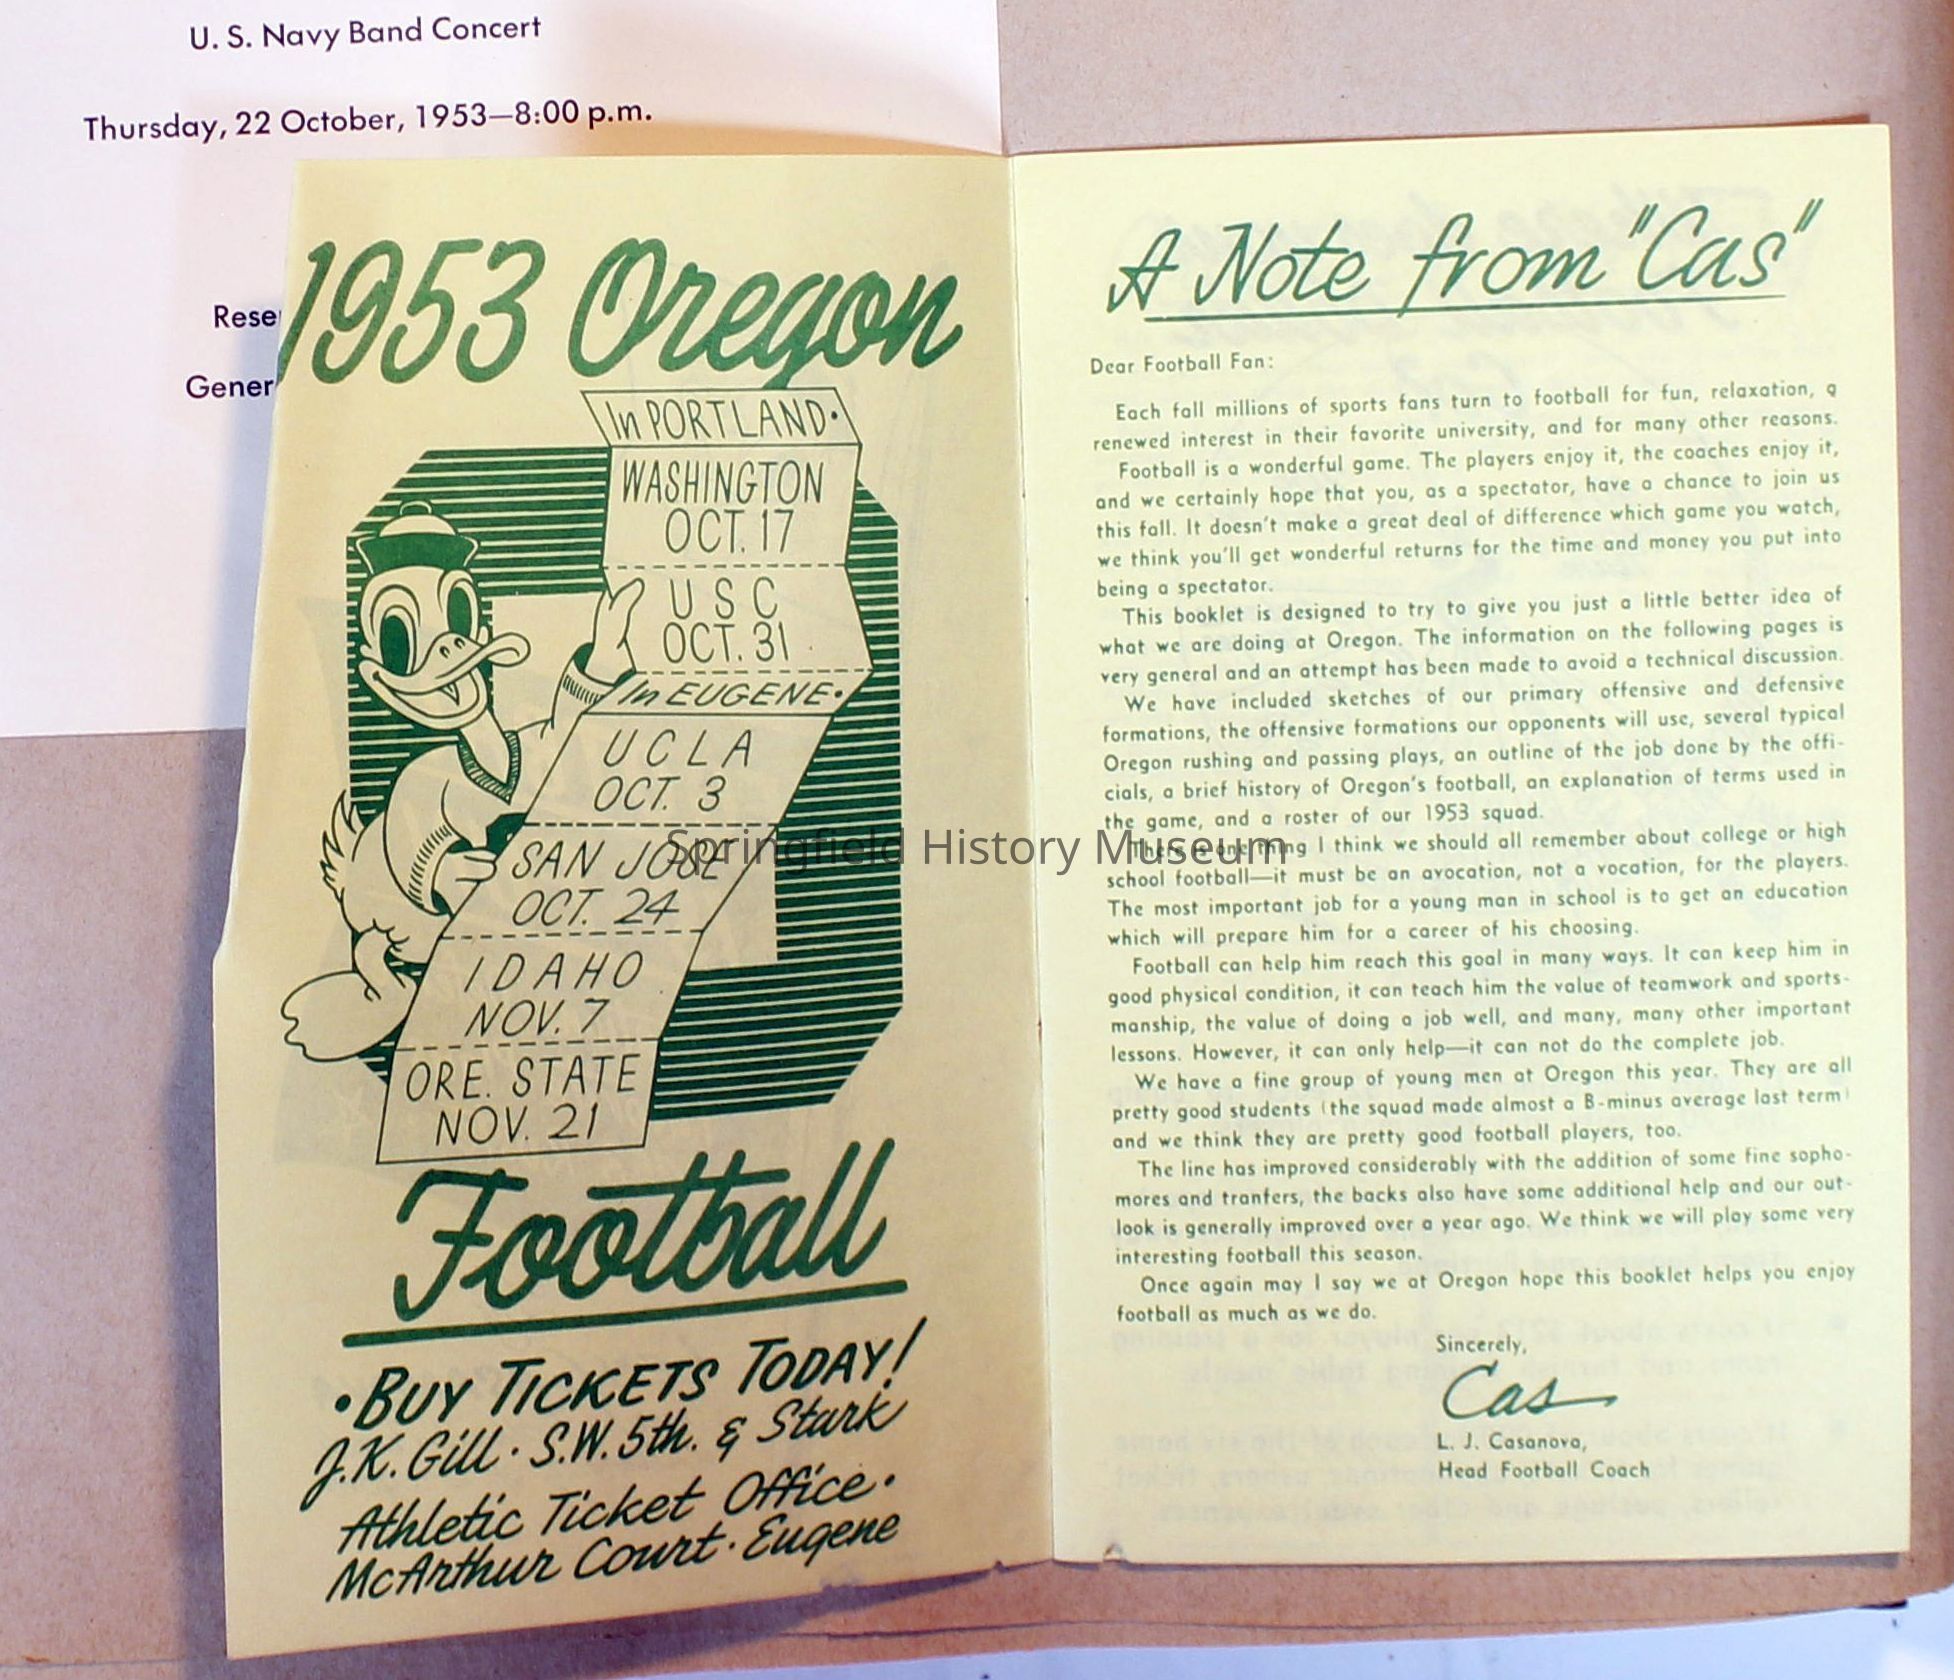 U. S. Navy Band Concert
Thursday, 22 October, 1953—8:00 p.m.
Rese
Gener
1953 Oregon
In PORTLAND•
WASHINGTON
OCT. 17
USC
OCT. 31
In EUGENE•
UCLA
OCT. 3
SAN JOSE
OCT. 24
IDAHO
NOV. 7
ORE. STATE
NOV. 21
Football
•BUY TICKETS TODAY!
J.K. Gill • S.W. 5th. & Stark
Athletic Ticket Office •
McArthur Court • Eugene
A Note from "Cas"
Dear Football Fan:
Each fall millions of sports fans turn to football for fun, relaxation, a
renewed interest in their favorite university, and for many other reasons.
Football is a wonderful game. The players enjoy it, the coaches enjoy it,
and we certainly hope that you, as a spectator, have a chance to join us
this fall. It doesn't make a great deal of difference which game you watch,
we think you'll get wonderful returns for the time and money you put into
being a spectator.
This booklet is designed to try to give you just a little better idea of
what we are doing at Oregon. The information on the following pages is
very general and an attempt has been made to avoid a technical discussion.
We have included sketches of our primary offensive and defensive
formations, the offensive formations our opponents will use, several typical
Oregon rushing and passing plays, an outline of the job done by the offi-
cials, a brief history of Oregon's football, an explanation of terms used in
the game, and a roster of our 1953 squad.
There is one thing I think we should all remember about college or high
school football—it must be an avocation, not a vocation, for the players.
The most important job for a young man in school is to get an education
which will prepare him for a career of his choosing.
Football can help him reach this goal in many ways. It can keep him in
good physical condition, it can teach him the value of teamwork and sports-
manship, the value of doing a job well, and many, many other important
lessons. However, it can only help—it can not do the complete job.
We have a fine group of young men at Oregon this year. They are all
pretty good students (the squad made almost a B-minus average last term)
and we think they are pretty good football players, too.
The line has improved considerably with the addition of some fine sopho-
mores and tranfers, the backs also have some additional help and our out-
look is generally improved over a year ago. We think we will play some very
interesting football this season.
Once again may I say we at Oregon hope this booklet helps you enjoy
football as much as we do.
Sincerely,
Cas
L. J. Casanova,
Head Football Coach
Springfield History Museum